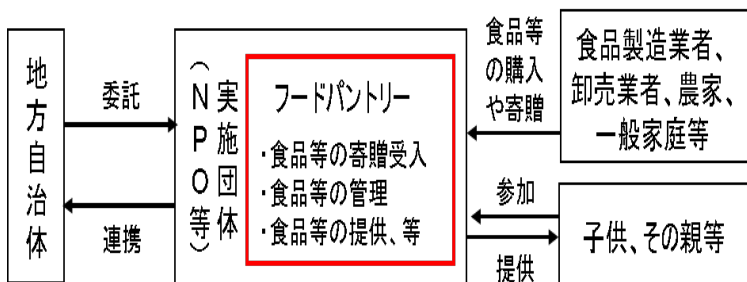 地方自治体
委託
連携
実施団体
（NPO等）
フードパントリー
・食品等の寄贈受入
・食品等の管理
・食品等の提供、等
食品等
の購入
や寄贈
食品製造業者、
卸売業者、農家、
一般家庭等
参加
提供
子供、その親等